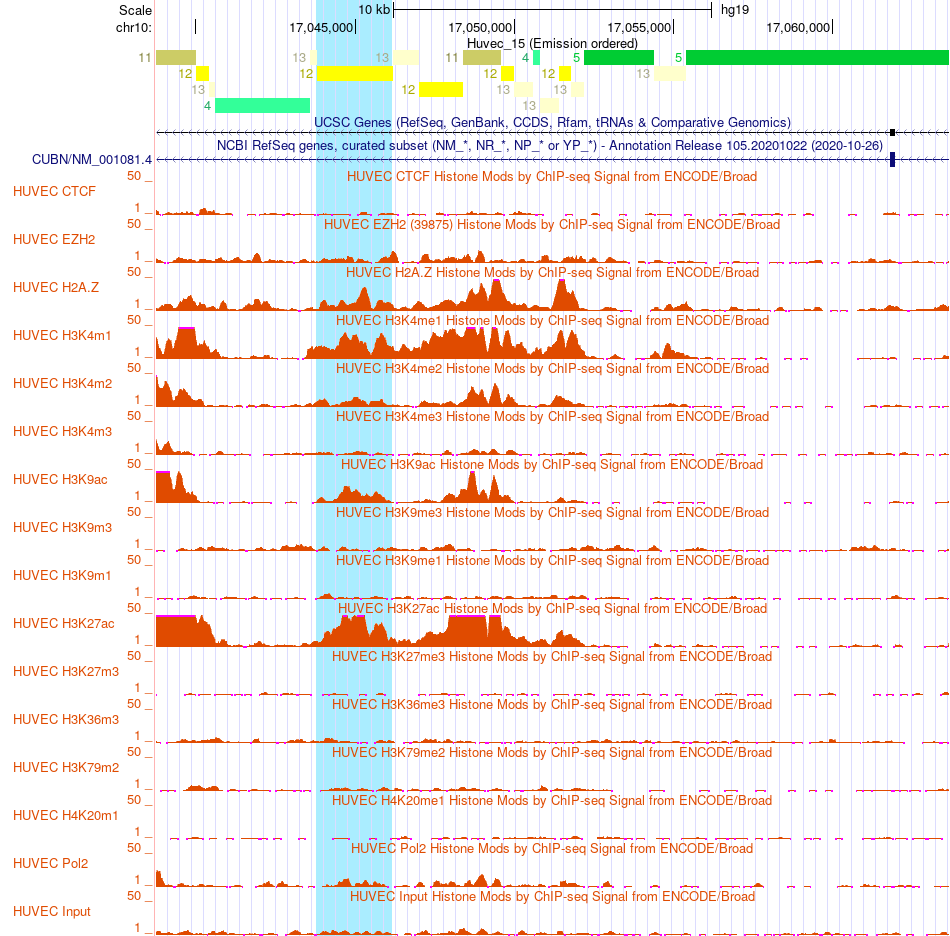 Scale 10 kb hg19
chr10: 17,045,000 17,050,000 17,055,000 17,060,000
Huvec_15 (Emission ordered)
11 13 13 11 4 5 5
12 12 12 12 13
13 12 13 13
4 13
UCSC Genes (RefSeq, GenBank, CCDS, Rfam, tRNAs & Comparative Genomics)
NCBI RefSeq genes, curated subset (NM_*, NR_*, NP_* or YP_*) - Annotation Release 105.20201022 (2020-10-26)
CUBN/NM_001081.4
50 _ HUVEC CTCF Histone Mods by ChIP-seq Signal from ENCODE/Broad
HUVEC CTCF
1 _
50 _ HUVEC EZH2 (39875) Histone Mods by ChIP-seq Signal from ENCODE/Broad
HUVEC EZH2
1 _
50 _ HUVEC H2A.Z Histone Mods by ChIP-seq Signal from ENCODE/Broad
HUVEC H2A.Z
1 _
50 _ HUVEC H3K4me1 Histone Mods by ChIP-seq Signal from ENCODE/Broad
HUVEC H3K4m1
1 _
50 _ HUVEC H3K4me2 Histone Mods by ChIP-seq Signal from ENCODE/Broad
HUVEC H3K4m2
1 _
50 _ HUVEC H3K4me3 Histone Mods by ChIP-seq Signal from ENCODE/Broad
HUVEC H3K4m3
1 _
50 _ HUVEC H3K9ac Histone Mods by ChIP-seq Signal from ENCODE/Broad
HUVEC H3K9ac
1 _
50 _ HUVEC H3K9me3 Histone Mods by ChIP-seq Signal from ENCODE/Broad
HUVEC H3K9m3
1 _
50 _ HUVEC H3K9me1 Histone Mods by ChIP-seq Signal from ENCODE/Broad
HUVEC H3K9m1
1 _
50 _ HUVEC H3K27ac Histone Mods by ChIP-seq Signal from ENCODE/Broad
HUVEC H3K27ac
1 _
50 _ HUVEC H3K27me3 Histone Mods by ChIP-seq Signal from ENCODE/Broad
HUVEC H3K27m3
1 _
50 _ HUVEC H3K36me3 Histone Mods by ChIP-seq Signal from ENCODE/Broad
HUVEC H3K36m3
1 _
50 _ HUVEC H3K79me2 Histone Mods by ChIP-seq Signal from ENCODE/Broad
HUVEC H3K79m2
1 _
50 _ HUVEC H4K20me1 Histone Mods by ChIP-seq Signal from ENCODE/Broad
HUVEC H4K20m1
1 _
50 _ HUVEC Pol2 Histone Mods by ChIP-seq Signal from ENCODE/Broad
HUVEC Pol2
1 _
50 _ HUVEC Input Histone Mods by ChIP-seq Signal from ENCODE/Broad
HUVEC Input
1 _